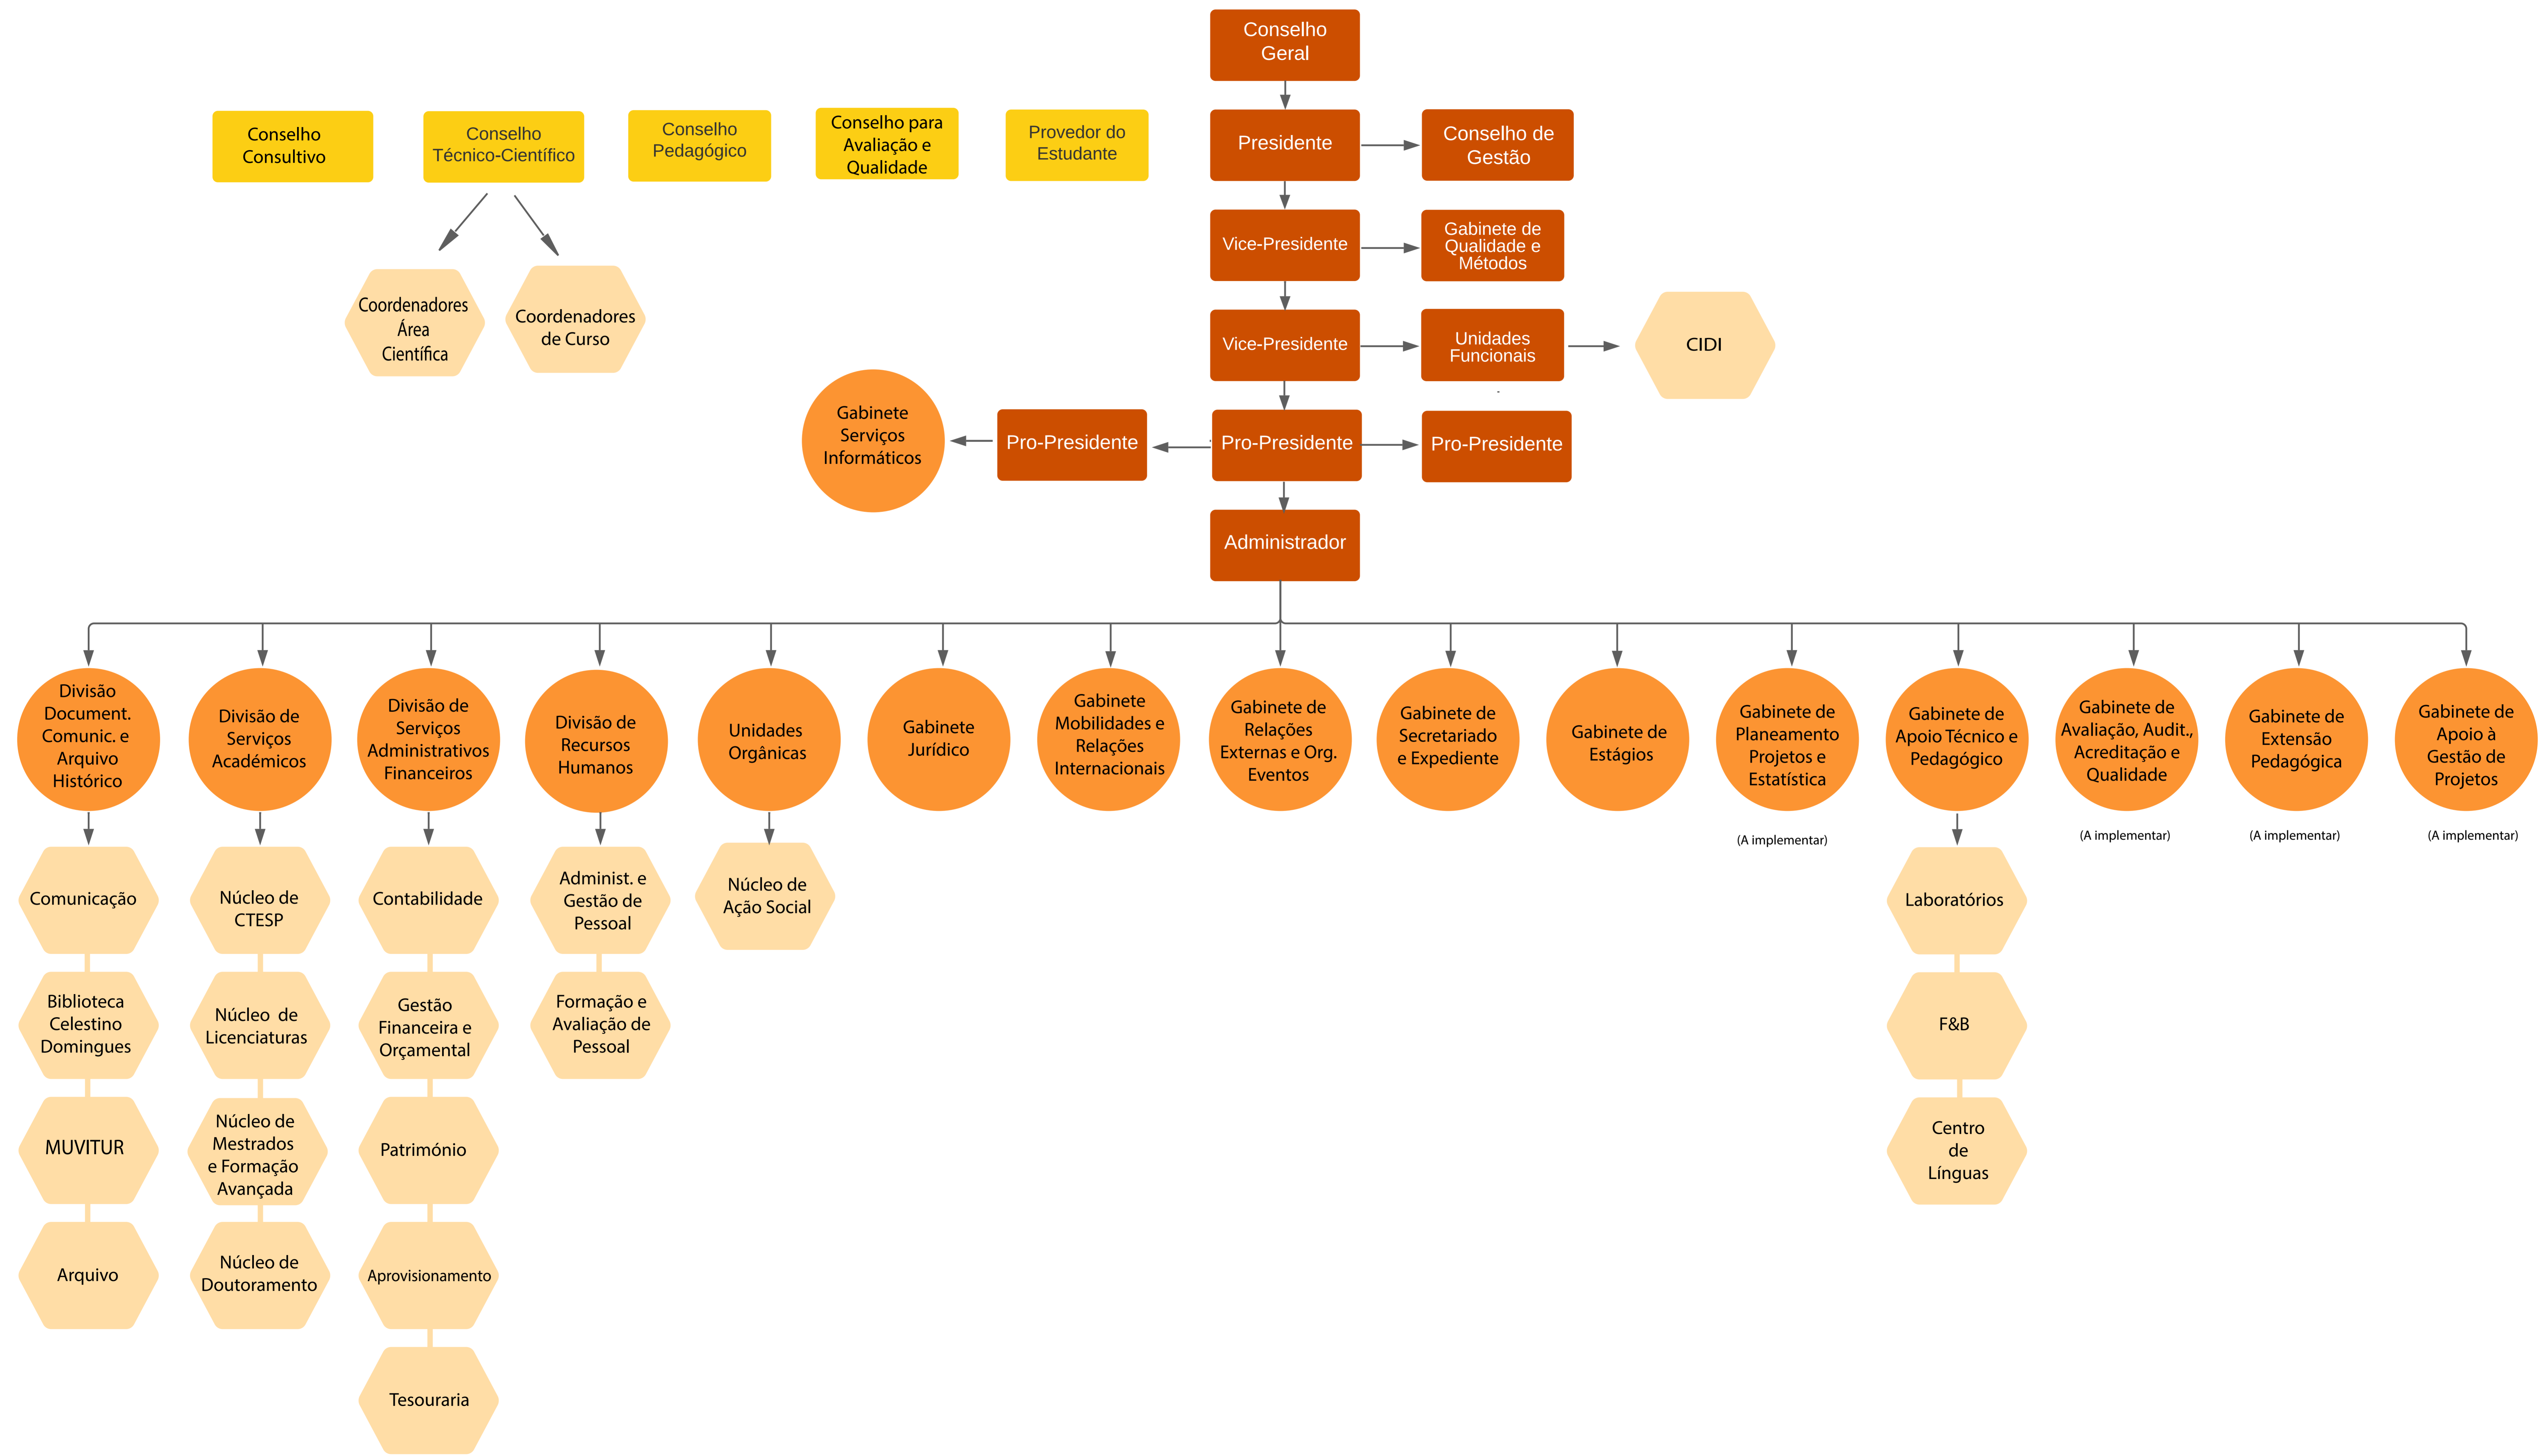 Conselho
Geral
Conselho
Consultivo
Conselho
Técnico-Científico
Conselho
Pedagógico
Conselho para
Avaliação e
Qualidade
Provedor do
Estudante
Presidente
Conselho de
Gestão
Vice-Presidente
Gabinete de
Qualidade e
Métodos
Coordenadores
Área
Científica
Coordenadores
de Curso
Vice-Presidente
Unidades
Funcionais
CIDI
Gabinete
Serviços
Informáticos
Pro-Presidente
Pro-Presidente
Pro-Presidente
Administrador
Divisão
Document.
Comunic. e
Arquivo
Histórico
Divisão de
Serviços
Académicos
Divisão de
Serviços
Administrativos
Financeiros
Divisão de
Recursos
Humanos
Unidades
Orgânicas
Gabinete
Jurídico
Gabinete
Mobilidades e
Relações
Internacionais
Gabinete de
Relações
Externas e Org.
Eventos
Gabinete de
Secretariado
e Expediente
Gabinete de
Estágios
Gabinete de
Planeamento
Projetos e
Estatística
Gabinete de
Apoio Técnico e
Pedagógico
Gabinete de
Avaliação, Audit.,
Acreditação e
Qualidade
Gabinete de
Extensão
Pedagógica
Gabinete de
Apoio à
Gestão de
Projetos
(A implementar)
(A implementar)
(A implementar)
(A implementar)
Comunicação
Núcleo de
CTESP
Contabilidade
Administ. e
Gestão de
Pessoal
Núcleo de
Ação Social
Laboratórios
Biblioteca
Celestino
Domingues
Núcleo de
Licenciaturas
Gestão
Financeira e
Orçamental
Formação e
Avaliação de
Pessoal
F&B
MUVITUR
Núcleo de
Mestrados
e Formação
Avançada
Património
Centro
de
Línguas
Arquivo
Núcleo de
Doutoramento
Aprovisionamento
Tesouraria